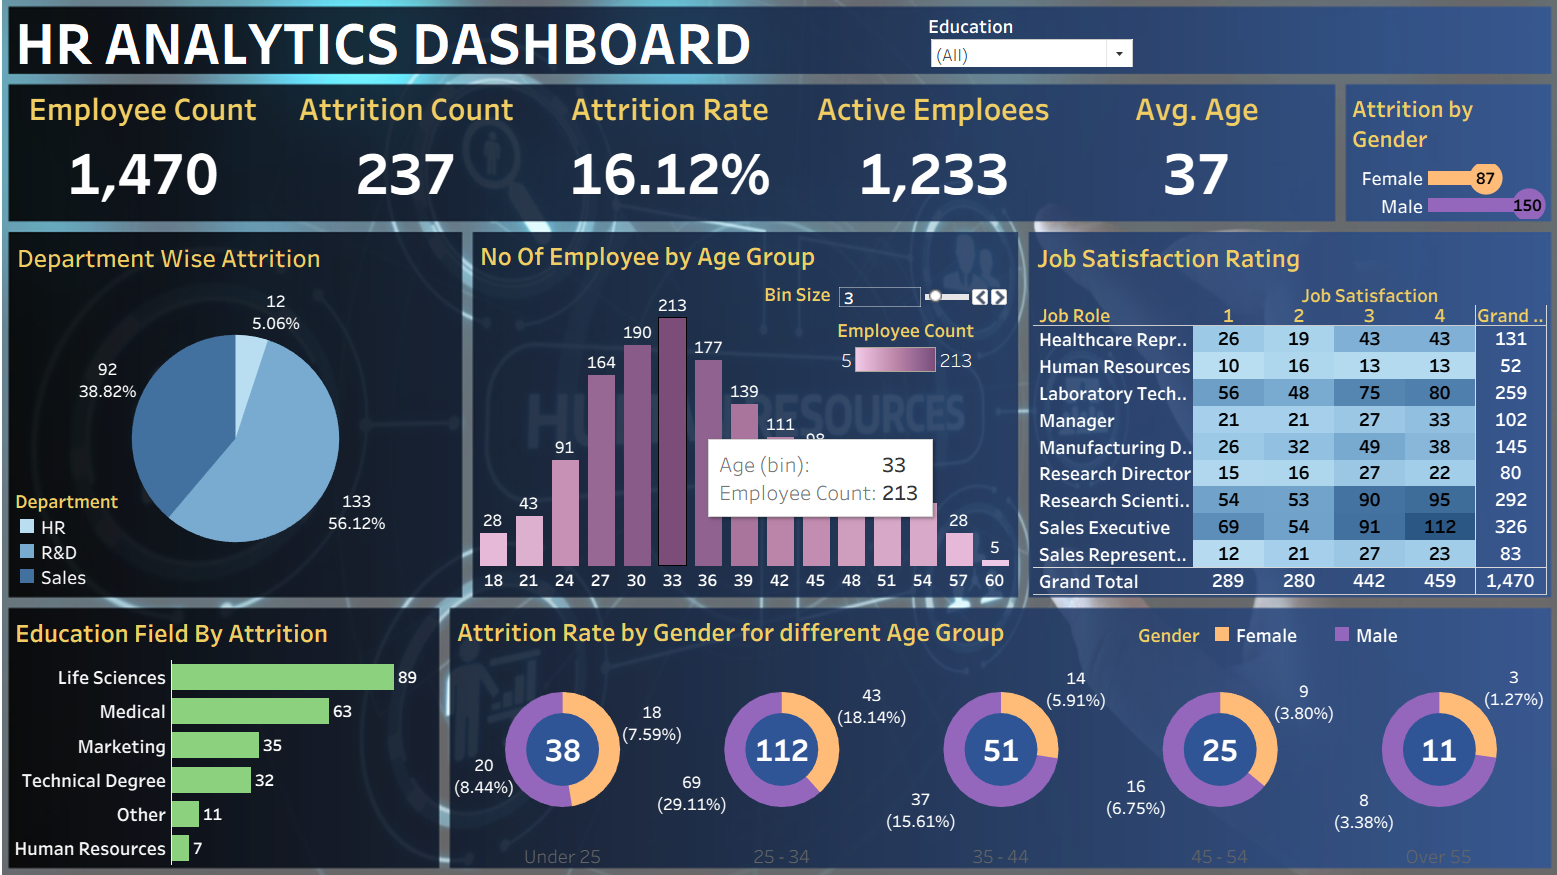 HR ANALYTICS DASHBOARD
Education
(All)
Employee Count
1,470
Attrition Count
237
Attrition Rate
16.12%
Active Emploees
1,233
Avg. Age
37
Attrition by
Gender
Female 87
Male 150
Department Wise Attrition
12
5.06%
92
38.82%
133
56.12%
Department
HR
R&D
Sales
No Of Employee by Age Group
Bin Size 3
Employee Count
5 213
28 43 91 164 190 213 177 139 111 98 28 5
Age (bin): 33
Employee Count: 213
18 21 24 27 30 33 36 39 42 45 48 51 54 57 60
HUMAN RESOURCES
Job Satisfaction Rating
Job Satisfaction
Job Role 1 2 3 4 Grand ..
Healthcare Repr.. 26 19 43 43 131
Human Resources 10 16 13 13 52
Laboratory Tech.. 56 48 75 80 259
Manager 21 21 27 33 102
Manufacturing D.. 26 32 49 38 145
Research Director 15 16 27 22 80
Research Scienti.. 54 53 90 95 292
Sales Executive 69 54 91 112 326
Sales Represent.. 12 21 27 23 83
Grand Total 289 280 442 459 1,470
Education Field By Attrition
Life Sciences 89
Medical 63
Marketing 35
Technical Degree 32
Other 11
Human Resources 7
Attrition Rate by Gender for different Age Group
Gender Female Male
38
18
(7.59%)
20
(8.44%)
Under 25
112
43
(18.14%)
69
(29.11%)
25 - 34
51
14
(5.91%)
37
(15.61%)
35 - 44
25
9
(3.80%)
16
(6.75%)
45 - 54
11
3
(1.27%)
8
(3.38%)
Over 55